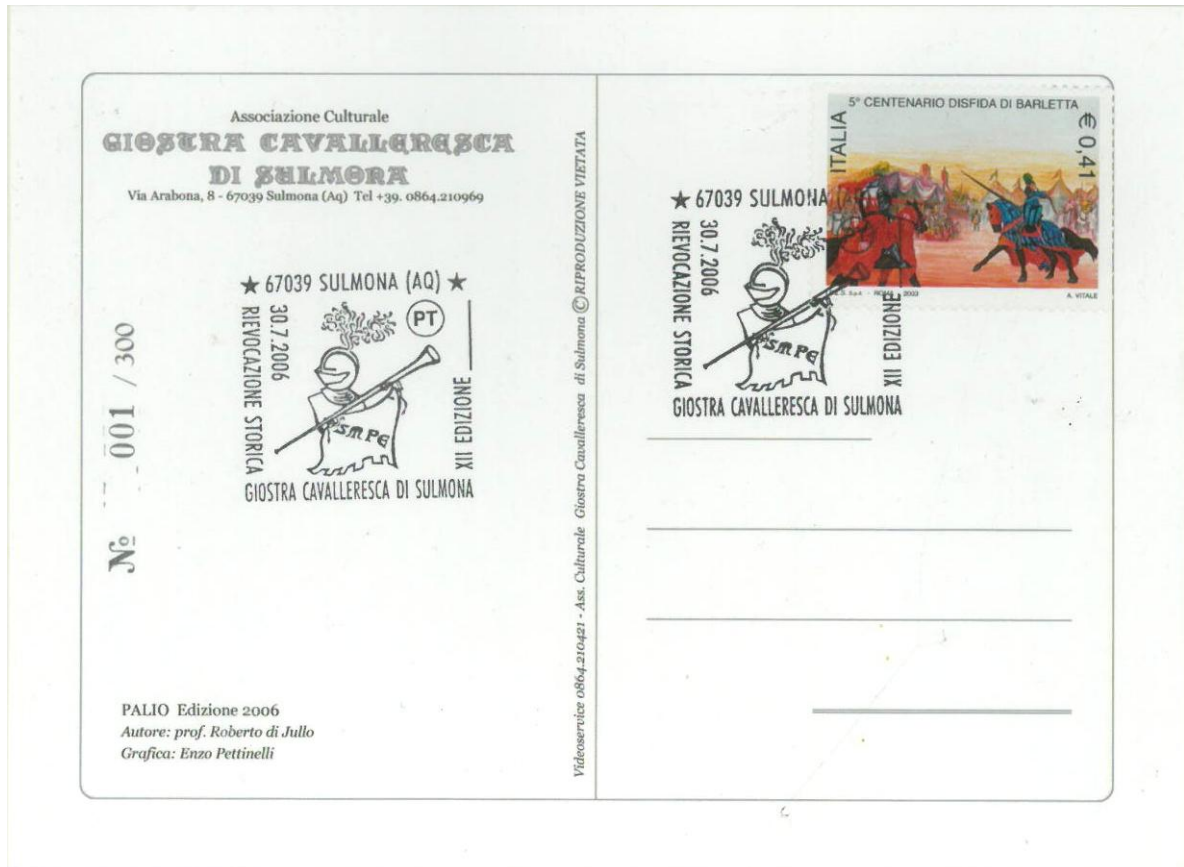 Associazione Culturale
GIOSTRA CAVALLERESCA
DI SULMONA
Via Arabona, 8 - 67039 Sulmona (Aq) Tel +39. 0864.210969
★ 67039 SULMONA (AQ) ★
30.7.2006
PT
RIEVOCAZIONE STORICA
SMPE
XII EDIZIONE
GIOSTRA CAVALLERESCA DI SULMONA
№ 001 / 300
PALIO Edizione 2006
Autore: prof. Roberto di Jullo
Grafica: Enzo Pettinelli
Videoservice 0864.210421 - Ass. Culturale Giostra Cavalleresca di Sulmona © RIPRODUZIONE VIETATA
5° CENTENARIO DISFIDA DI BARLETTA
ITALIA
€ 0,41
ROMA 2003
A. VITALE
★ 67039 SULMONA
30.7.2006
RIEVOCAZIONE STORICA
SMPE
XII EDIZIONE
GIOSTRA CAVALLERESCA DI SULMONA